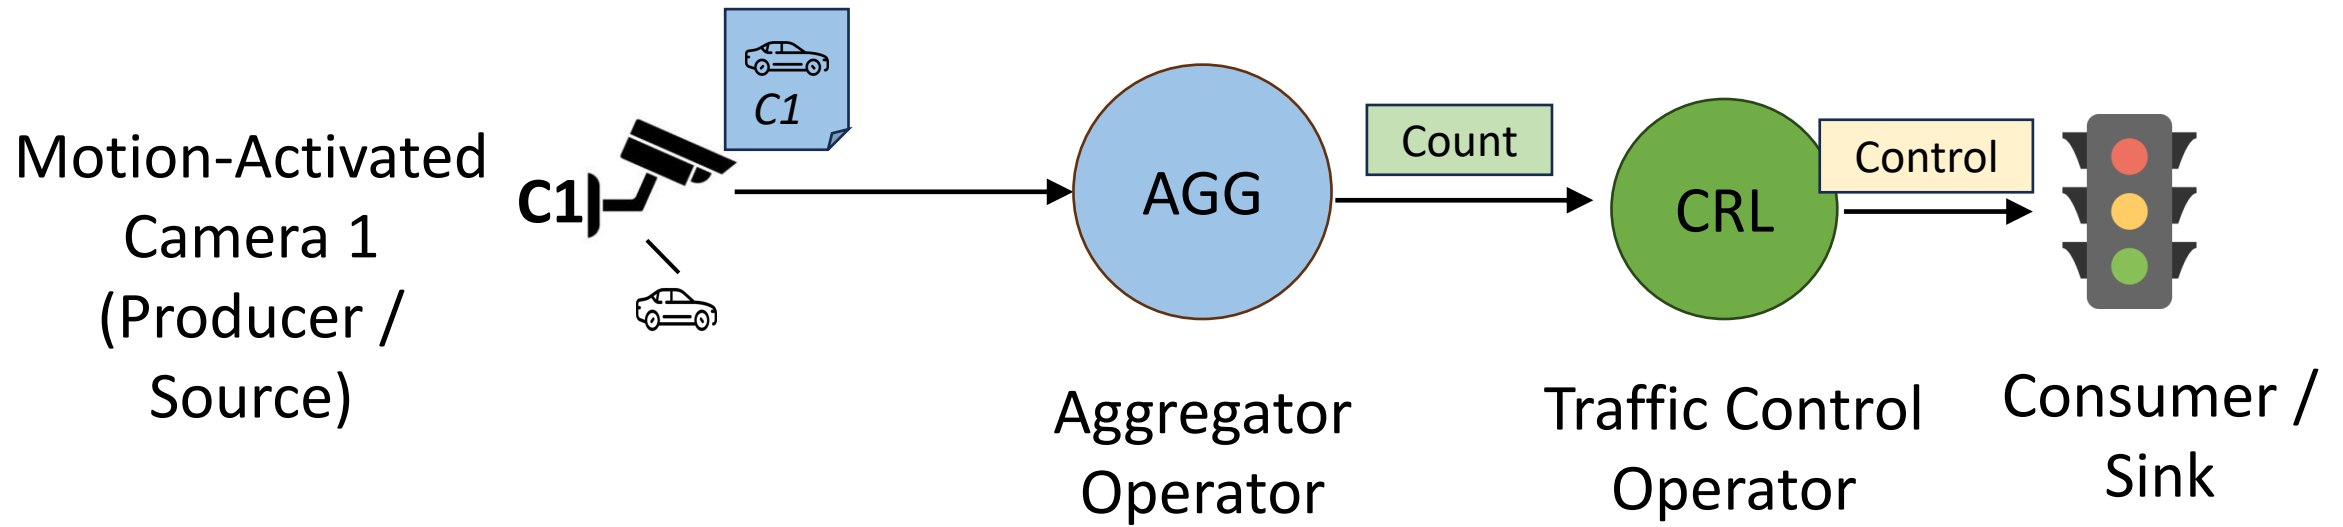 Motion-Activated
Camera 1
(Producer /
Source)
C1
C1
AGG
Aggregator
Operator
Count
CRL
Traffic Control
Operator
Control
Consumer /
Sink